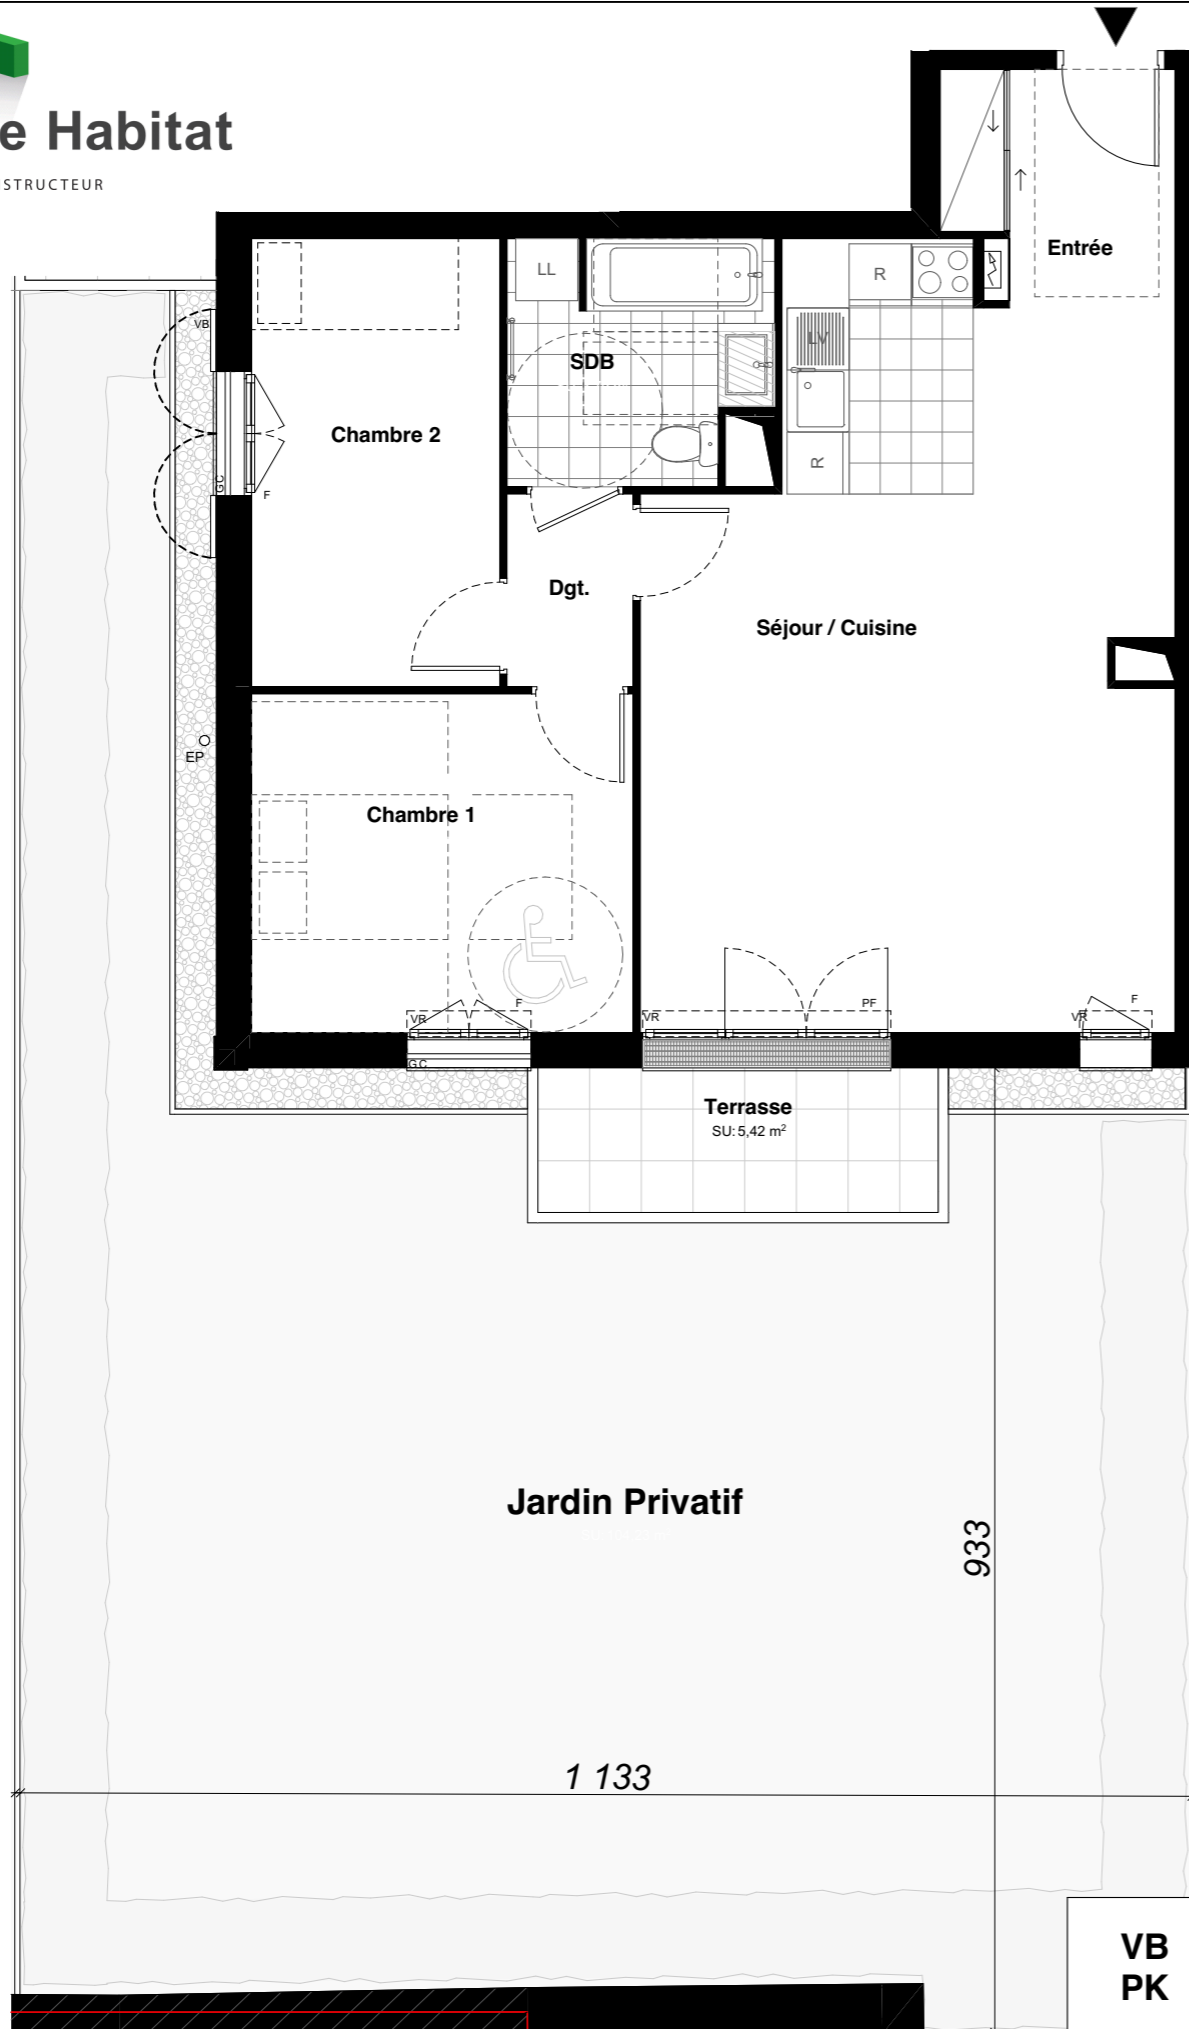 e Habitat
STRUCTEUR
Entrée
LL
R
VB
LV
SDB
Chambre 2
R
GC
F
Dgt.
Séjour / Cuisine
EP
Chambre 1
F
VR
GC
VR
PF
F
VR
Terrasse
SU: 5,42 m²
Jardin Privatif
933
1 133
VB
PK